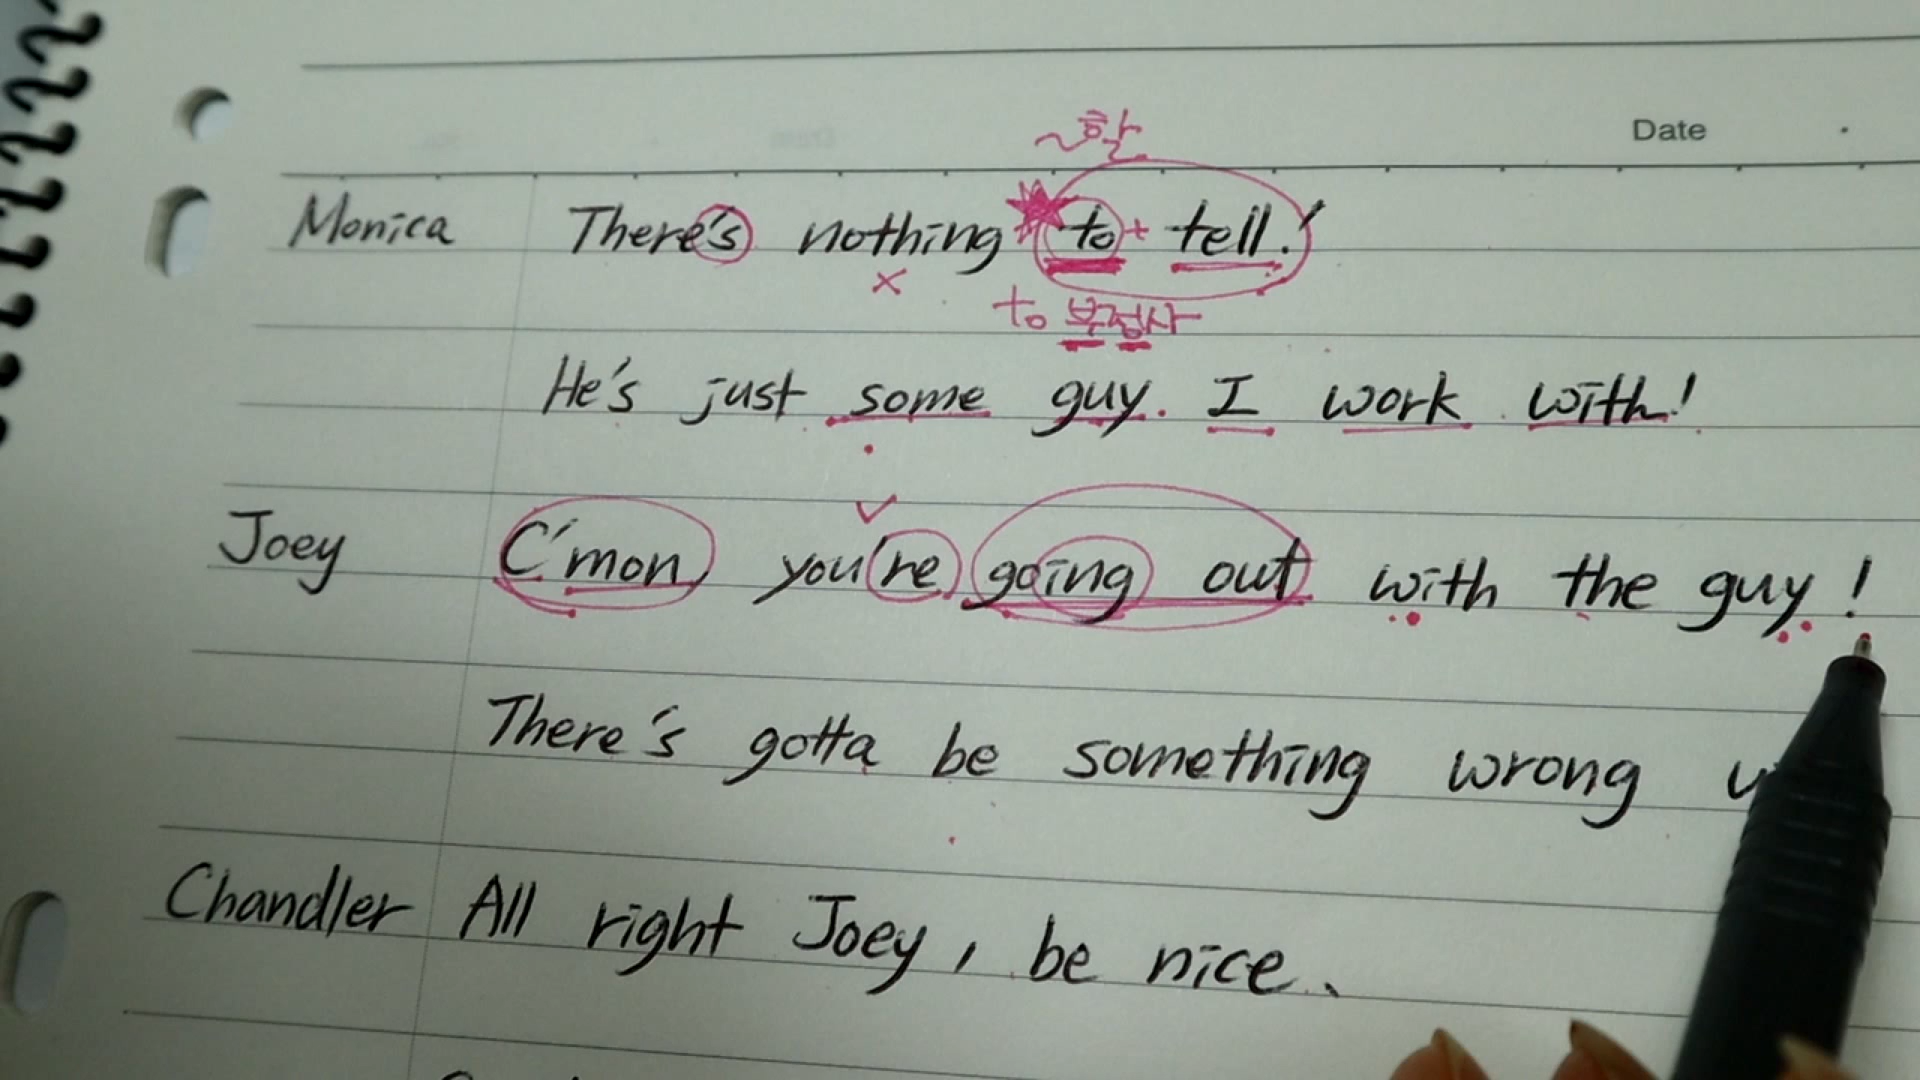 Date
~할
Monica There's nothing to + tell!
x
to 부정사
He's just some guy. I work with!
Joey C'mon you're going out with the guy!
There's gotta be something wrong
Chandler All right Joey, be nice.